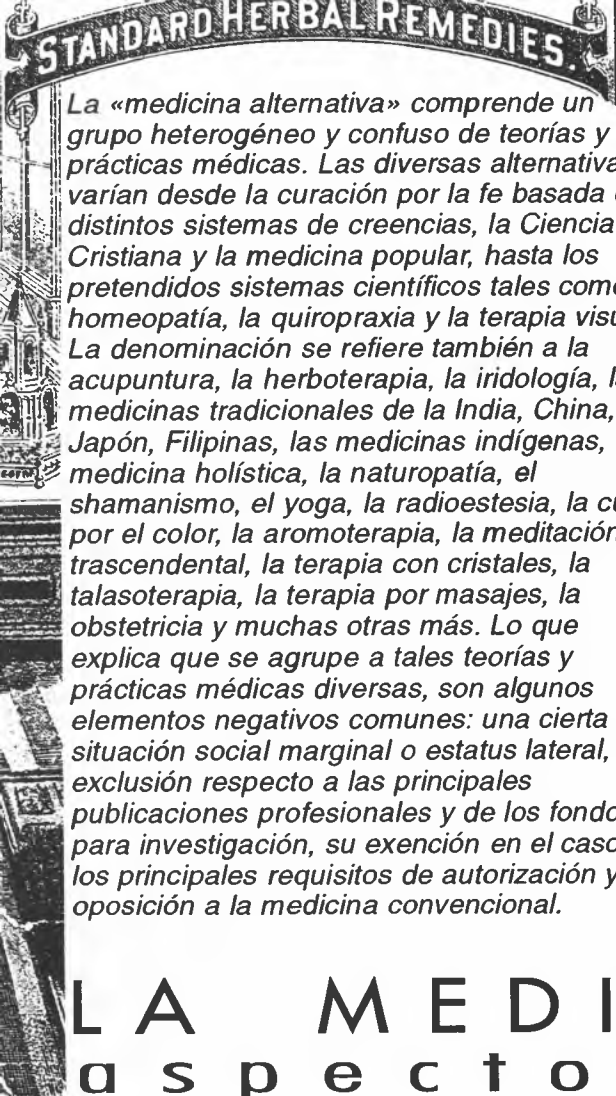 STANDARD HERBAL REMEDIES.
La «medicina alternativa» comprende un
grupo heterogéneo y confuso de teorías y
prácticas médicas. Las diversas alternativa
varían desde la curación por la fe basada
distintos sistemas de creencias, la Ciencia
Cristiana y la medicina popular, hasta los
pretendidos sistemas científicos tales com
homeopatía, la quiropraxia y la terapia visu
La denominación se refiere también a la
acupuntura, la herboterapia, la iridología, l
medicinas tradicionales de la India, China,
Japón, Filipinas, las medicinas indígenas,
medicina holística, la naturopatía, el
shamanismo, el yoga, la radioestesia, la cu
por el color, la aromoterapia, la meditación
trascendental, la terapia con cristales, la
talasoterapia, la terapia por masajes, la
obstetricia y muchas otras más. Lo que
explica que se agrupe a tales teorías y
prácticas médicas diversas, son algunos
elementos negativos comunes: una cierta
situación social marginal o estatus lateral,
exclusión respecto a las principales
publicaciones profesionales y de los fondo
para investigación, su exención en el caso
los principales requisitos de autorización y
oposición a la medicina convencional.
LA MEDI
aspecto